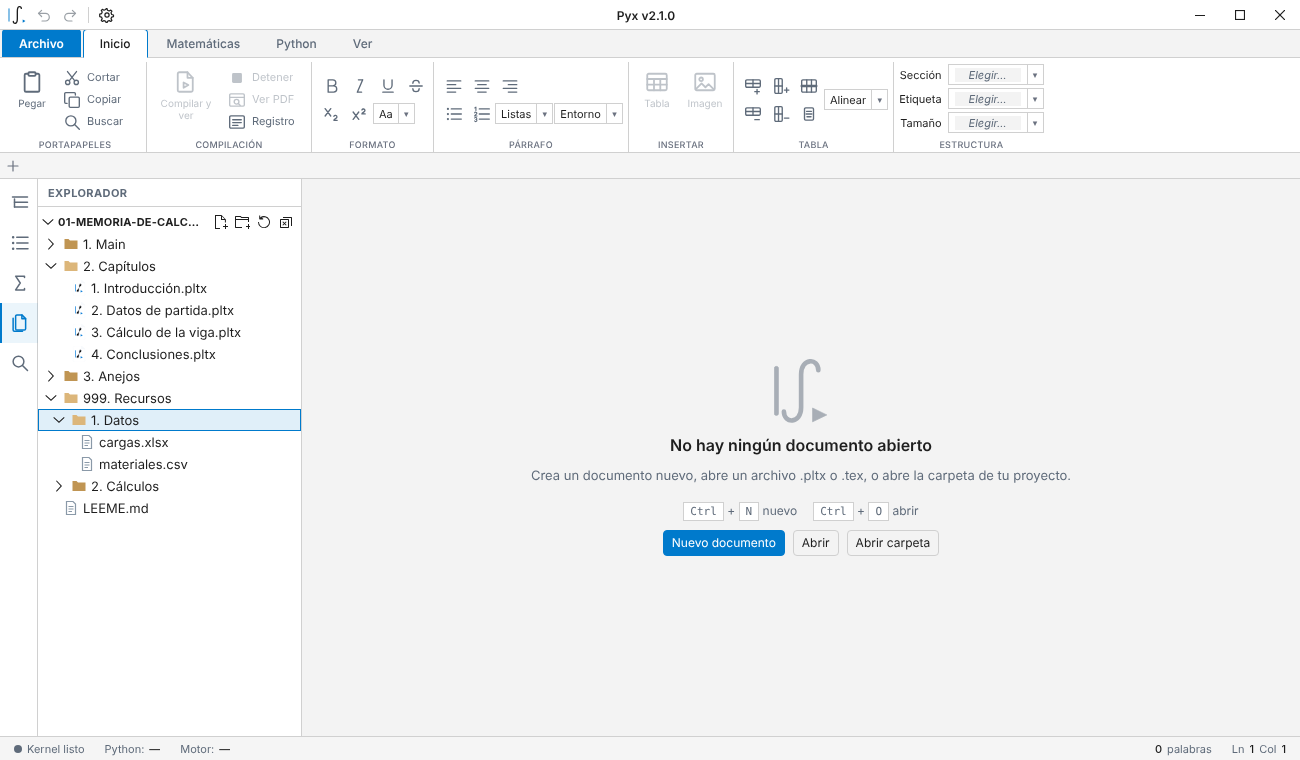 Pyx v2.1.0
Archivo Inicio Matemáticas Python Ver
Pegar
Cortar
Copiar
Buscar
PORTAPAPELES
Compilar y
ver
Detener
Ver PDF
Registro
COMPILACIÓN
B I U S
X₂ X² Aa
FORMATO
Listas Entorno
PÁRRAFO
Tabla Imagen
INSERTAR
Alinear
TABLA
Sección Elegir...
Etiqueta Elegir...
Tamaño Elegir...
ESTRUCTURA
EXPLORADOR
01-MEMORIA-DE-CALC...
1. Main
2. Capítulos
1. Introducción.pltx
2. Datos de partida.pltx
3. Cálculo de la viga.pltx
4. Conclusiones.pltx
3. Anejos
999. Recursos
1. Datos
cargas.xlsx
materiales.csv
2. Cálculos
LEEME.md
No hay ningún documento abierto
Crea un documento nuevo, abre un archivo .pltx o .tex, o abre la carpeta de tu proyecto.
Ctrl + N nuevo Ctrl + O abrir
Nuevo documento Abrir Abrir carpeta
Kernel listo Python: — Motor: — 0 palabras Ln 1 Col 1